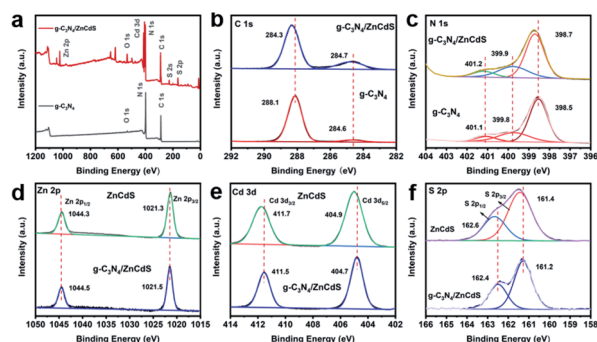 a
g-C₃N₄/ZnCdS
Zn 2p
O 1s
Cd 3d
N 1s
C 1s
S 2s
S 2p
g-C₃N₄
O 1s
N 1s
C 1s
Intensity (a.u.)
1200 1000 800 600 400 200 0
Binding Energy (eV)
b
C 1s
g-C₃N₄/ZnCdS
284.3
284.7
g-C₃N₄
288.1
284.6
Intensity (a.u.)
292 290 288 286 284 282
Binding Energy (eV)
c
N 1s
g-C₃N₄/ZnCdS
398.7
399.9
401.2
g-C₃N₄
398.5
399.8
401.1
Intensity (a.u.)
404 402 400 398 396 394
Binding Energy (eV)
d
Zn 2p
ZnCdS
Zn 2p₁/₂
1044.3
1021.3
Zn 2p₃/₂
g-C₃N₄/ZnCdS
1044.5
1021.5
Intensity (a.u.)
1050 1045 1040 1035 1030 1025 1020 1015
Binding Energy (eV)
e
Cd 3d
ZnCdS
Cd 3d₃/₂
411.7
404.9
Cd 3d₅/₂
411.5
404.7
g-C₃N₄/ZnCdS
Intensity (a.u.)
414 412 410 408 406 404 402
Binding Energy (eV)
f
S 2p
S 2p₃/₂
S 2p₁/₂
161.4
162.6
ZnCdS
162.4
161.2
g-C₃N₄/ZnCdS
Intensity (a.u.)
166 165 164 163 162 161 160 159 158
Binding Energy (eV)